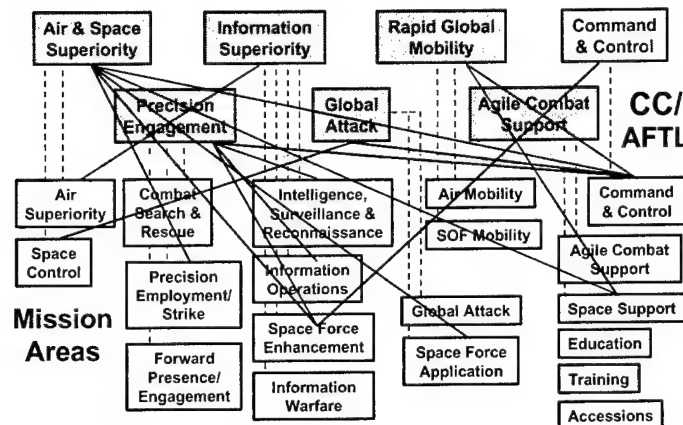 Air & Space
Superiority
Information
Superiority
Rapid Global
Mobility
Command
& Control
Precision
Engagement
Global
Attack
Agile Combat
Support
CC/
AFTL
Air
Superiority
Space
Control
Combat
Search &
Rescue
Intelligence,
Surveillance &
Reconnaissance
Air Mobility
SOF Mobility
Command
& Control
Agile Combat
Support
Precision
Employment/
Strike
Information
Operations
Mission
Areas
Global Attack
Space Support
Space Force
Enhancement
Space Force
Application
Education
Forward
Presence/
Engagement
Information
Warfare
Training
Accessions